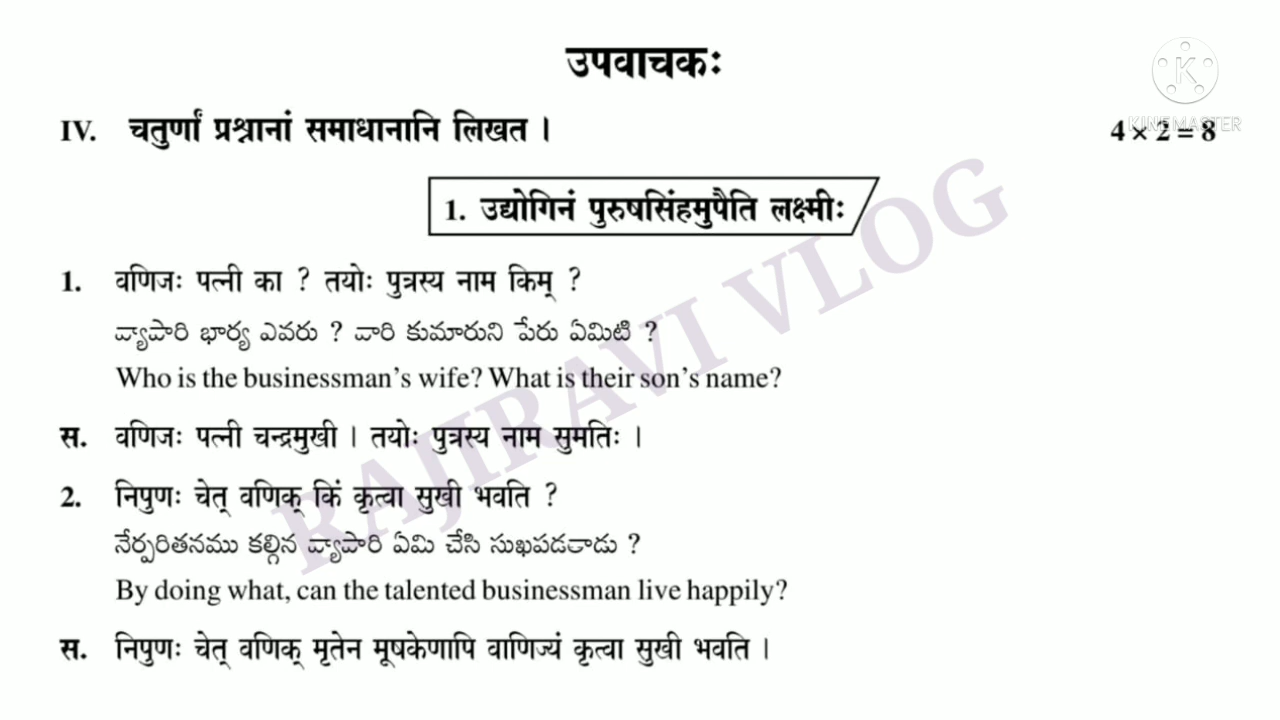 उपवाचकः
IV. चतुर्णां प्रश्नानां समाधानानि लिखत । 4 × 2 = 8
1. उद्योगिनं पुरुषसिंहमुपैति लक्ष्मीः
1. वणिजः पत्नी का ? तयोः पुत्रस्य नाम किम् ?
వ్యాపారి భార్య ఎవరు ? వారి కుమారుని పేరు ఏమిటి ?
Who is the businessman's wife? What is their son's name?
स. वणिजः पत्नी चन्द्रमुखी । तयोः पुत्रस्य नाम सुमतिः ।
2. निपुणः चेत् वणिक् किं कृत्वा सुखी भवति ?
నేర్పరితనము కల్గిన వ్యాపారి ఏమి చేసి సుఖపడతాడు ?
By doing what, can the talented businessman live happily?
स. निपुणः चेत् वणिक् मृतेन मूषकेणापि वाणिज्यं कृत्वा सुखी भवति ।
RAJIRAVI VLOG
K
KINEMASTER